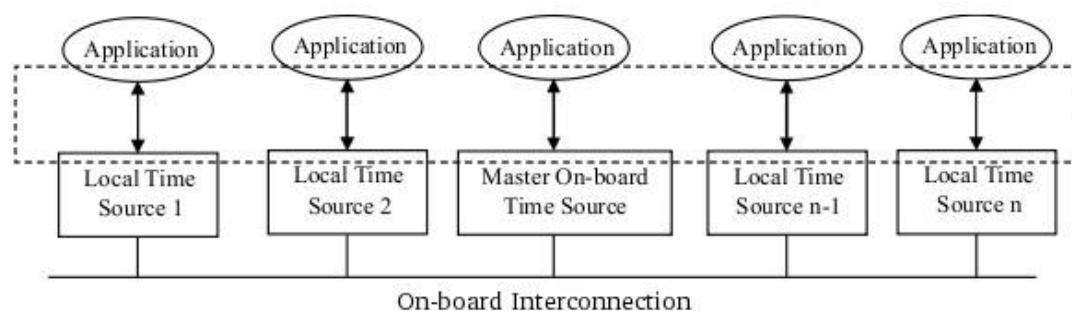 Application
Application
Application
Application
Application
Local Time
Source 1
Local Time
Source 2
Master On-board
Time Source
Local Time
Source n-1
Local Time
Source n
On-board Interconnection